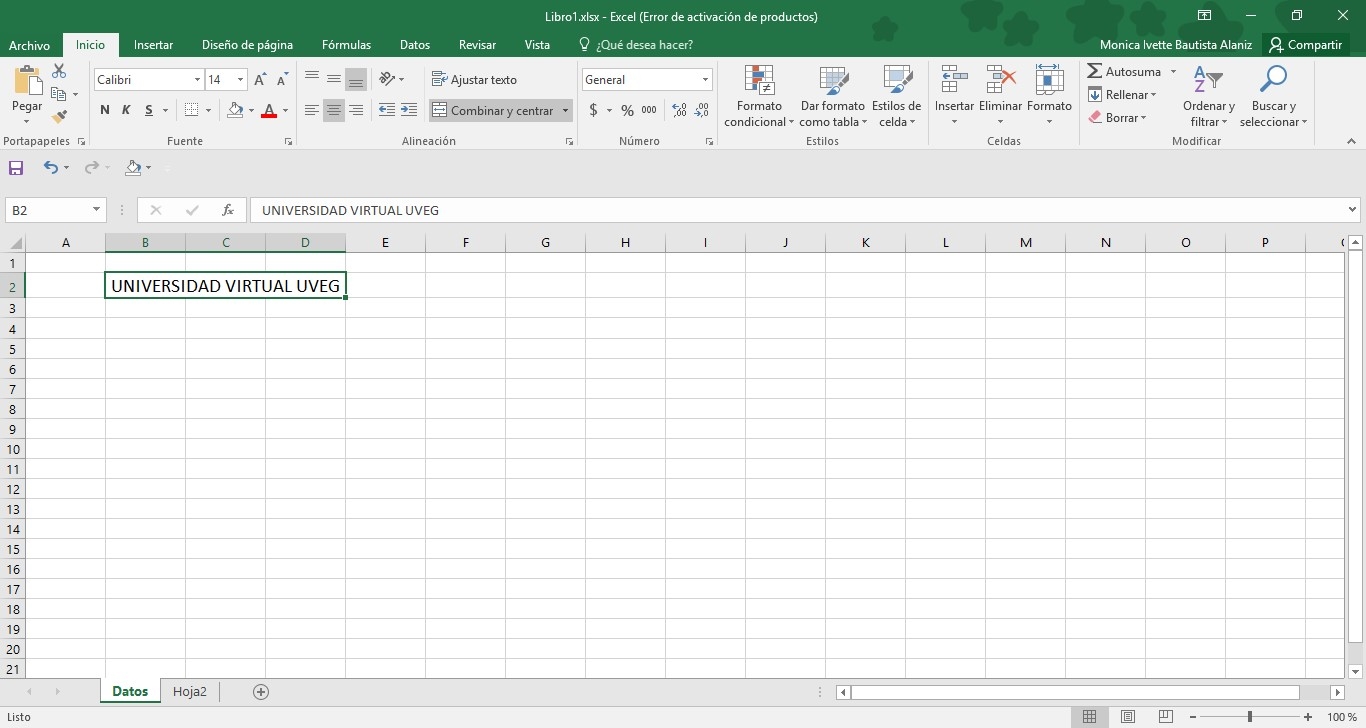 Libro1.xlsx - Excel (Error de activación de productos)
Archivo Inicio Insertar Diseño de página Fórmulas Datos Revisar Vista ¿Qué desea hacer? Monica Ivette Bautista Alaniz Compartir
Pegar
Calibri 14
N K S
A A
A
Ajustar texto
Combinar y centrar
General
$ % 000
Formato condicional
Dar formato como tabla
Estilos de celda
Insertar Eliminar Formato
Autosuma
Rellenar
Borrar
Ordenar y filtrar
Buscar y seleccionar
Portapapeles Fuente Alineación Número Estilos Celdas Modificar
B2 fx UNIVERSIDAD VIRTUAL UVEG
A B C D E F G H I J K L M N O P
1
2 UNIVERSIDAD VIRTUAL UVEG
3
4
5
6
7
8
9
10
11
12
13
14
15
16
17
18
19
20
21
Datos Hoja2
Listo 100 %